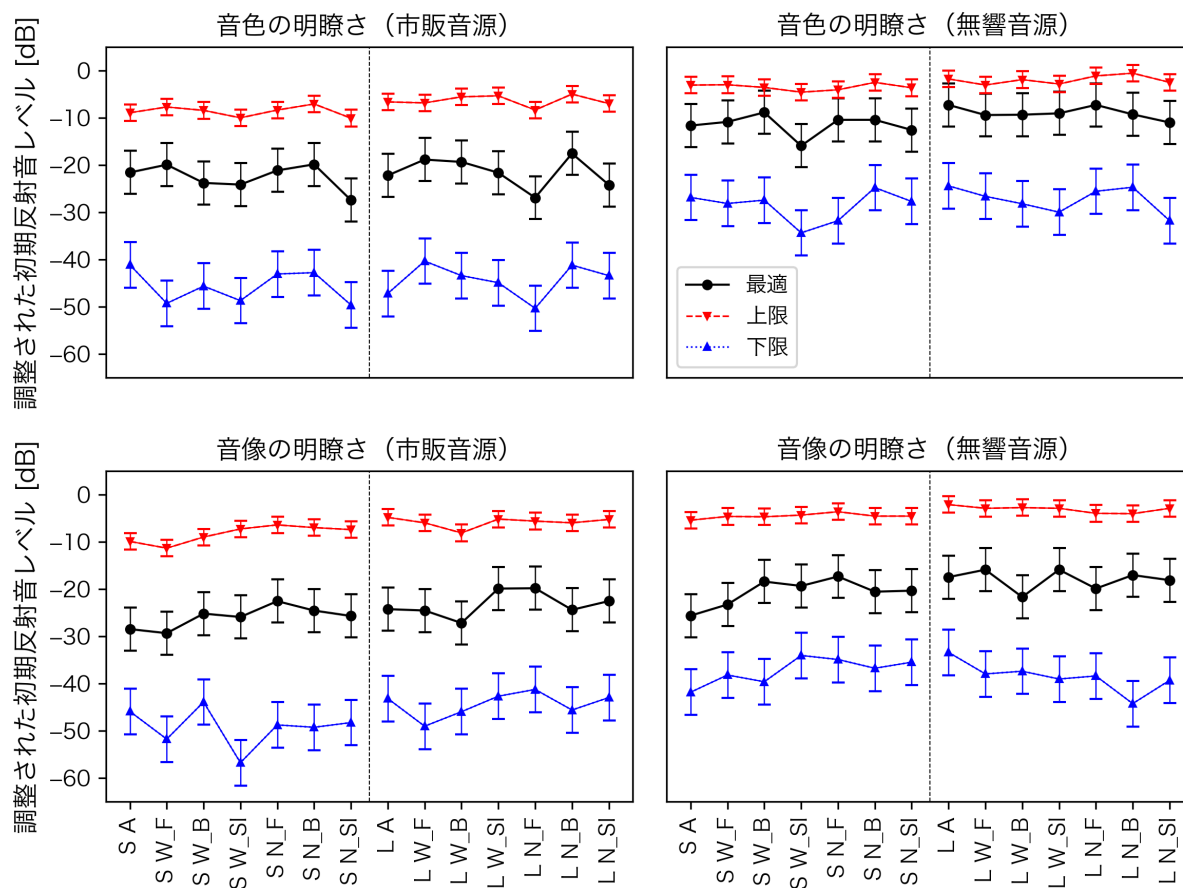 音色の明瞭さ（市販音源）
音色の明瞭さ（無響音源）
調整された初期反射音レベル [dB]
0
−10
−20
−30
−40
−50
−60
最適
上限
下限
音像の明瞭さ（市販音源）
音像の明瞭さ（無響音源）
調整された初期反射音レベル [dB]
0
−10
−20
−30
−40
−50
−60
S A
S W_F
S W_B
S W_SI
S N_F
S N_B
S N_SI
L A
L W_F
L W_B
L W_SI
L N_F
L N_B
L N_SI
S A
S W_F
S W_B
S W_SI
S N_F
S N_B
S N_SI
L A
L W_F
L W_B
L W_SI
L N_F
L N_B
L N_SI